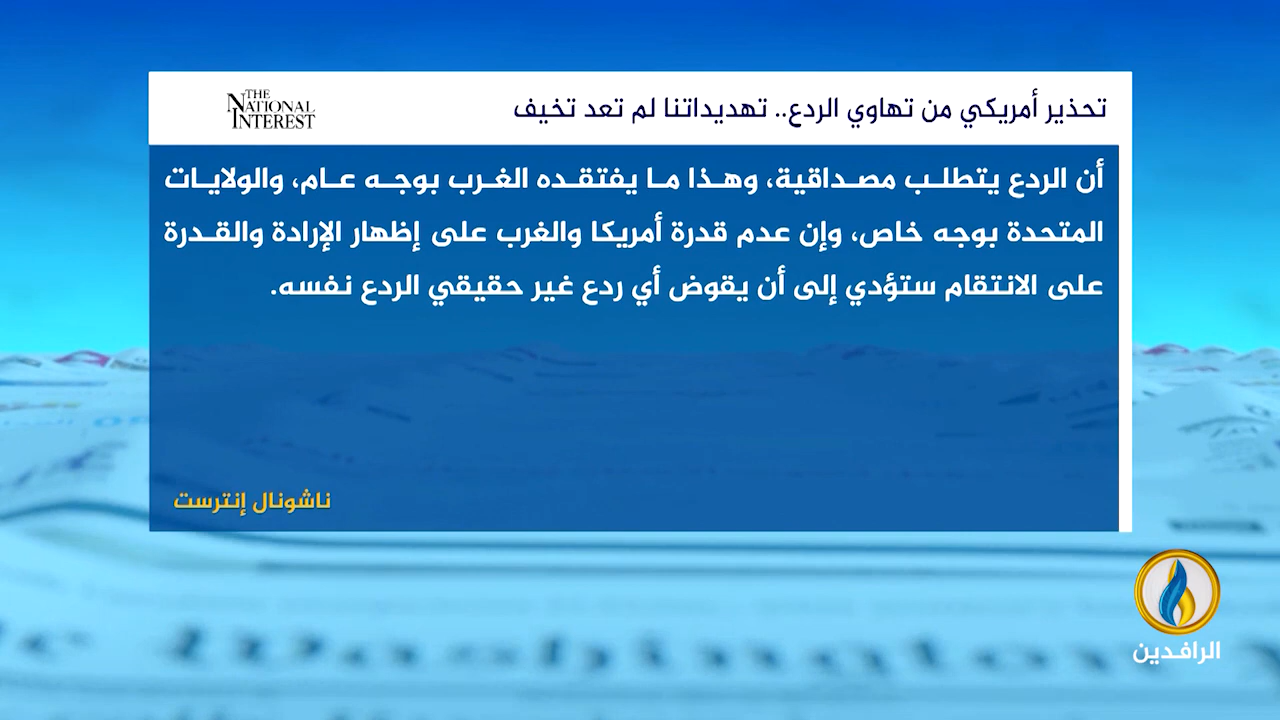 تحذير أمريكي من تهاوي الردع.. تهديداتنا لم تعد تخيف
THE
NATIONAL
INTEREST
أن الردع يتطلب مصداقية، وهذا ما يفتقده الغرب بوجه عام، والولايات
المتحدة بوجه خاص، وإن عدم قدرة أمريكا والغرب على إظهار الإرادة والقدرة
على الانتقام ستؤدي إلى أن يقوض أي ردع غير حقيقي الردع نفسه.
ناشونال إنترست
الرافدين